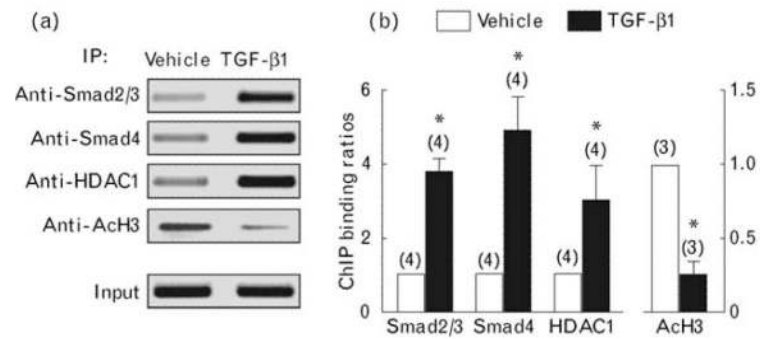 (a)
IP: Vehicle TGF-β1
Anti-Smad2/3
Anti-Smad4
Anti-HDAC1
Anti-AcH3
Input
(b)
Vehicle TGF-β1
ChIP binding ratios
6
4
2
0
1.5
1.0
0.5
0
*
(4)
*
(4)
*
(4)
(3)
*
(3)
(4)
(4)
(4)
Smad2/3 Smad4 HDAC1 AcH3